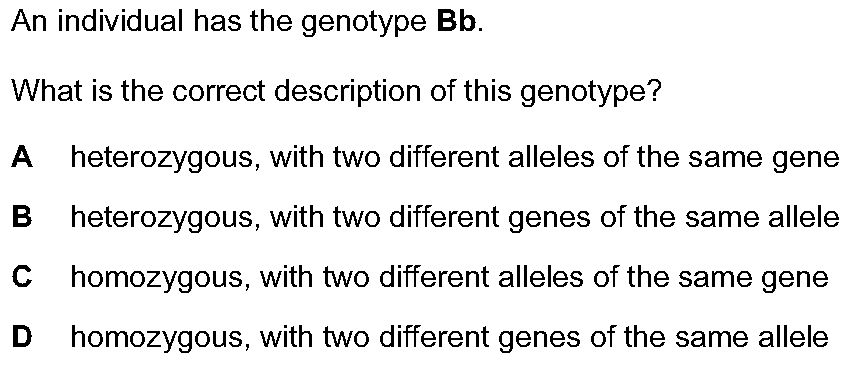 An individual has the genotype Bb.
What is the correct description of this genotype?
A heterozygous, with two different alleles of the same gene
B heterozygous, with two different genes of the same allele
C homozygous, with two different alleles of the same gene
D homozygous, with two different genes of the same allele